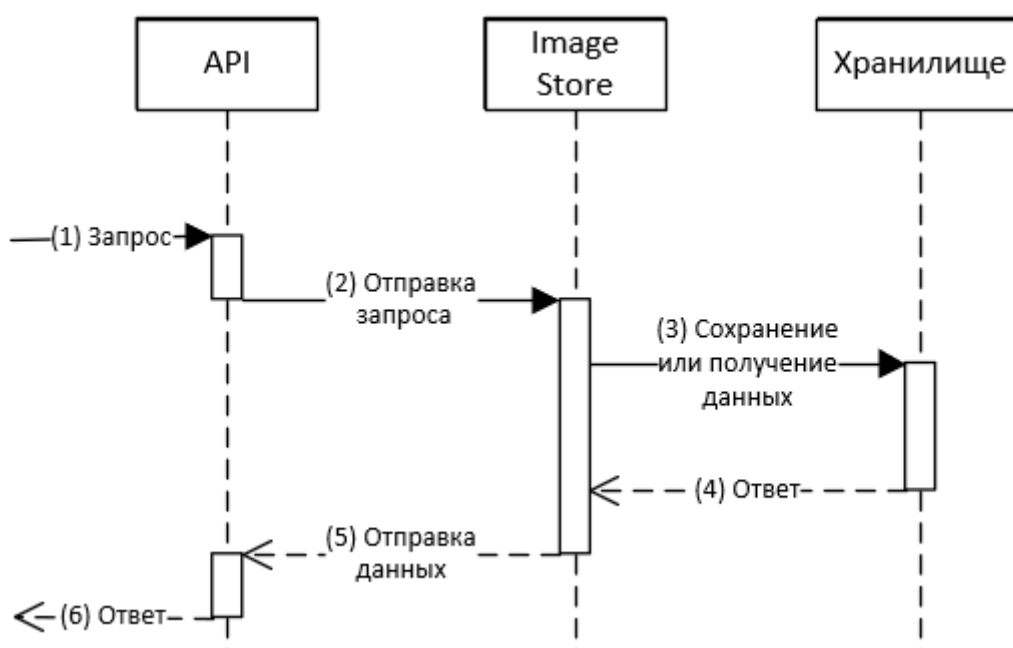 API
Image
Store
Хранилище
(1) Запрос
(2) Отправка
запроса
(3) Сохранение
или получение
данных
(4) Ответ
(5) Отправка
данных
(6) Ответ